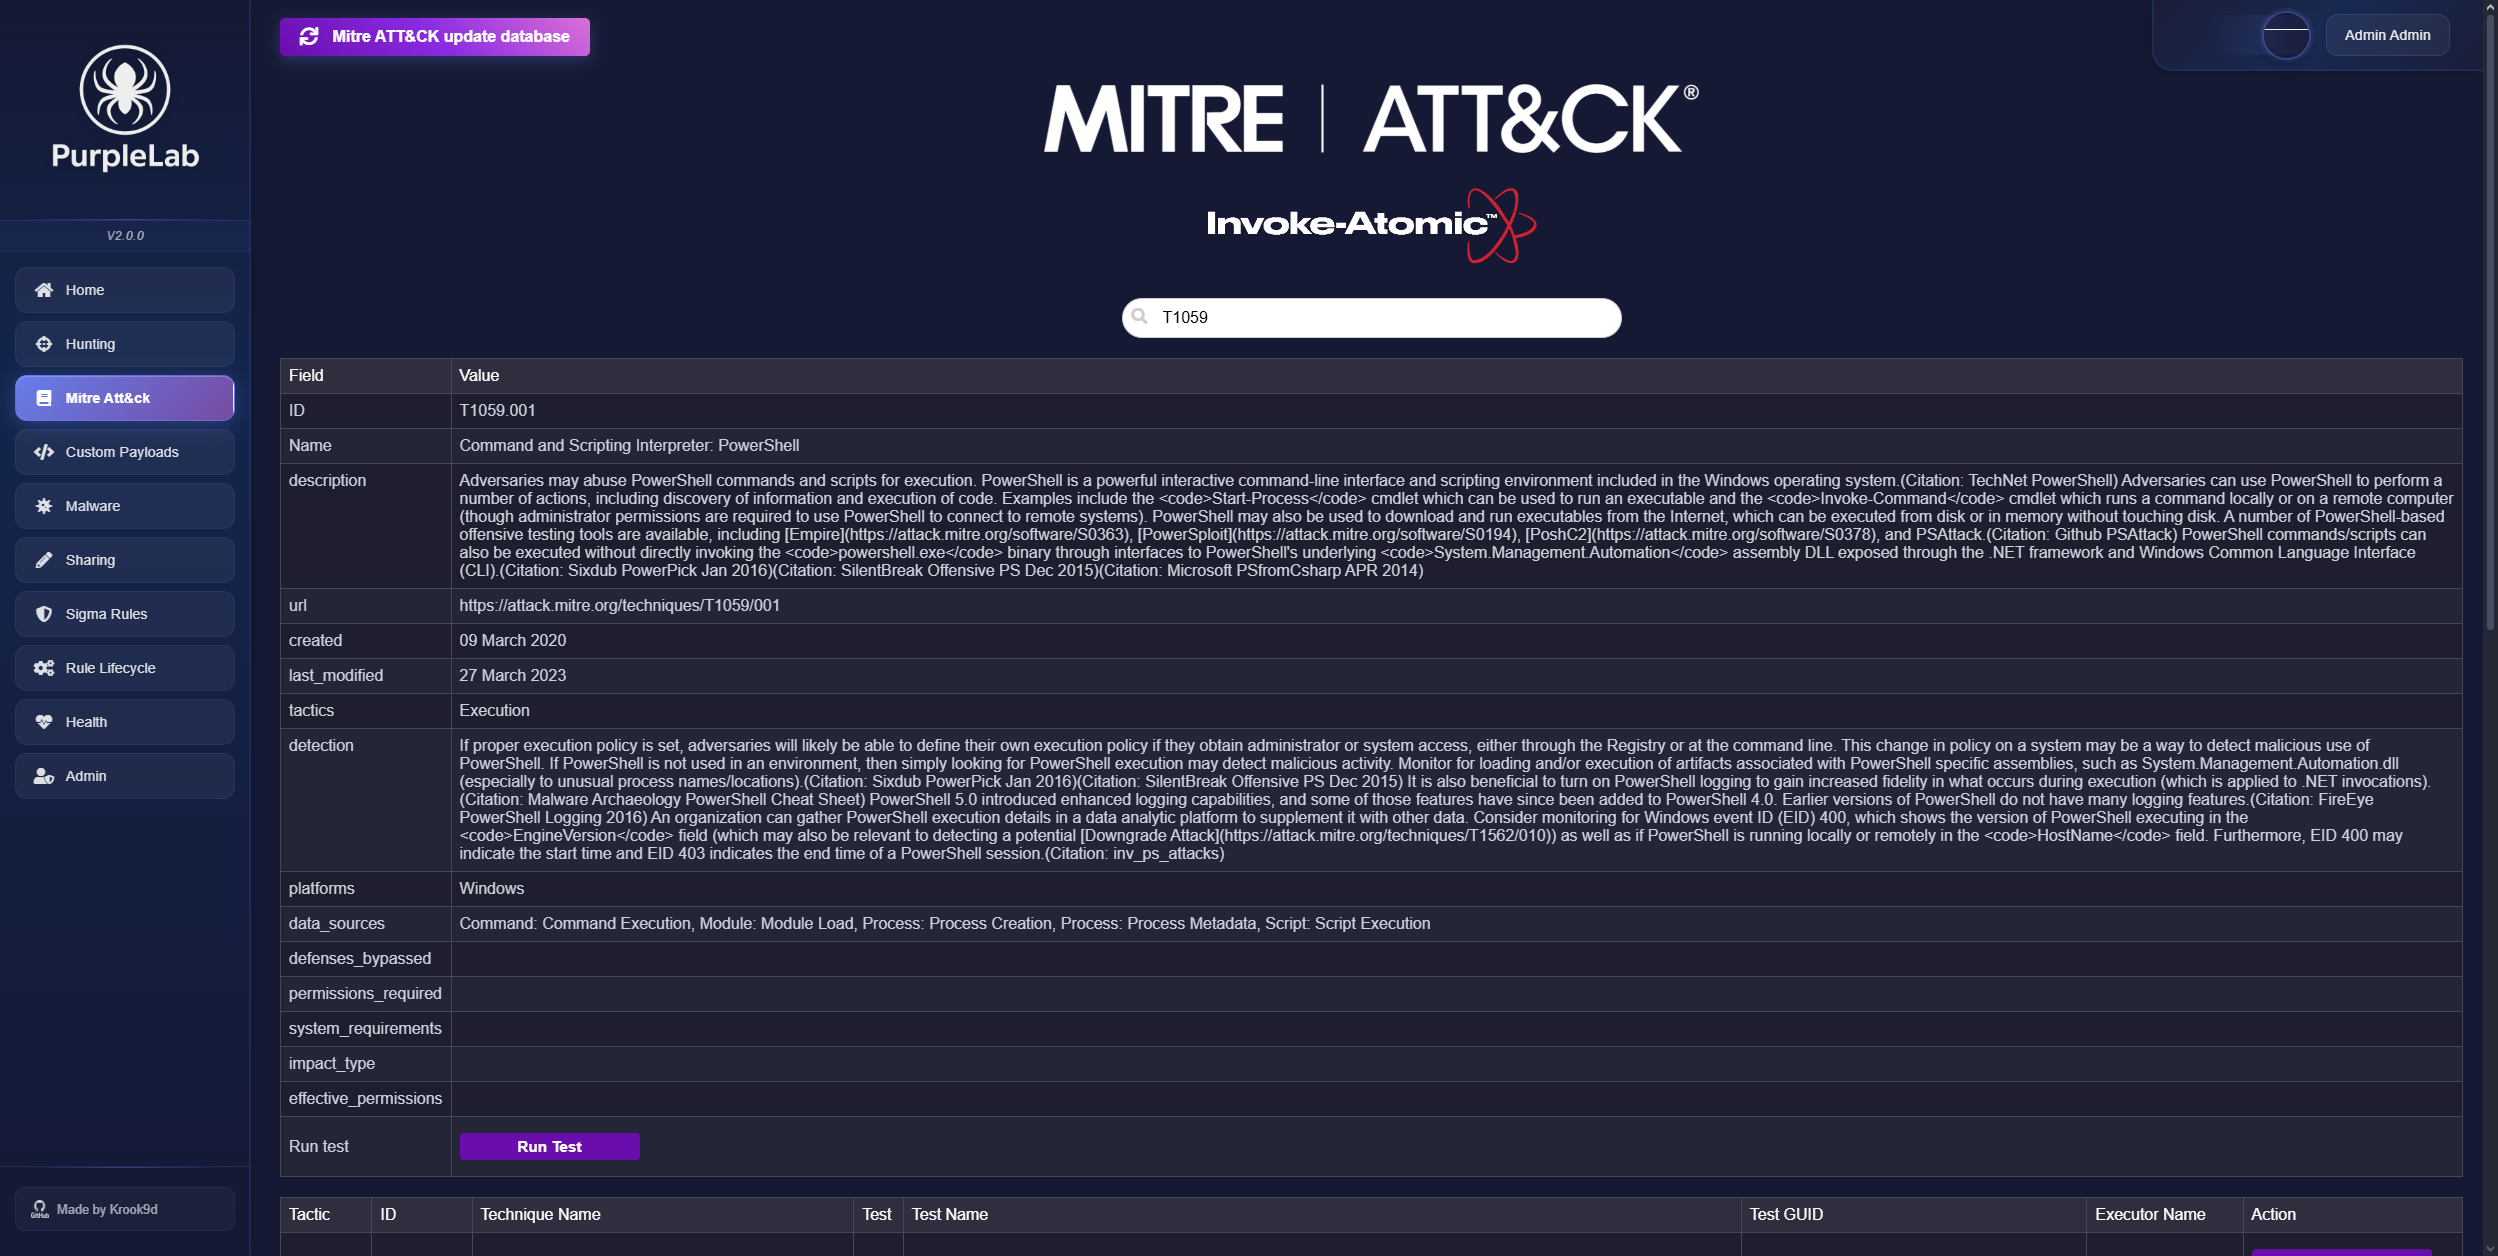 Mitre ATT&CK update database
Admin Admin
PurpleLab
V2.0.0
Home
Hunting
Mitre Att&ck
Custom Payloads
Malware
Sharing
Sigma Rules
Rule Lifecycle
Health
Admin
GitHub
Made by Krook9d
MITRE | ATT&CK®
Invoke-Atomic™
T1059
Field Value
ID T1059.001
Name Command and Scripting Interpreter: PowerShell
description Adversaries may abuse PowerShell commands and scripts for execution. PowerShell is a powerful interactive command-line interface and scripting environment included in the Windows operating system.(Citation: TechNet PowerShell) Adversaries can use PowerShell to perform a
number of actions, including discovery of information and execution of code. Examples include the <code>Start-Process</code> cmdlet which can be used to run an executable and the <code>Invoke-Command</code> cmdlet which runs a command locally or on a remote computer
(though administrator permissions are required to use PowerShell to connect to remote systems). PowerShell may also be used to download and run executables from the Internet, which can be executed from disk or in memory without touching disk. A number of PowerShell-based
offensive testing tools are available, including [Empire](https://attack.mitre.org/software/S0363), [PowerSploit](https://attack.mitre.org/software/S0194), [PoshC2](https://attack.mitre.org/software/S0378), and PSAttack.(Citation: Github PSAttack) PowerShell commands/scripts can
also be executed without directly invoking the <code>powershell.exe</code> binary through interfaces to PowerShell's underlying <code>System.Management.Automation</code> assembly DLL exposed through the .NET framework and Windows Common Language Interface
(CLI).(Citation: Sixdub PowerPick Jan 2016)(Citation: SilentBreak Offensive PS Dec 2015)(Citation: Microsoft PSfromCsharp APR 2014)
url https://attack.mitre.org/techniques/T1059/001
created 09 March 2020
last_modified 27 March 2023
tactics Execution
detection If proper execution policy is set, adversaries will likely be able to define their own execution policy if they obtain administrator or system access, either through the Registry or at the command line. This change in policy on a system may be a way to detect malicious use of
PowerShell. If PowerShell is not used in an environment, then simply looking for PowerShell execution may detect malicious activity. Monitor for loading and/or execution of artifacts associated with PowerShell specific assemblies, such as System.Management.Automation.dll
(especially to unusual process names/locations).(Citation: Sixdub PowerPick Jan 2016)(Citation: SilentBreak Offensive PS Dec 2015) It is also beneficial to turn on PowerShell logging to gain increased fidelity in what occurs during execution (which is applied to .NET invocations).
(Citation: Malware Archaeology PowerShell Cheat Sheet) PowerShell 5.0 introduced enhanced logging capabilities, and some of those features have since been added to PowerShell 4.0. Earlier versions of PowerShell do not have many logging features.(Citation: FireEye
PowerShell Logging 2016) An organization can gather PowerShell execution details in a data analytic platform to supplement it with other data. Consider monitoring for Windows event ID (EID) 400, which shows the version of PowerShell executing in the
<code>EngineVersion</code> field (which may also be relevant to detecting a potential [Downgrade Attack](https://attack.mitre.org/techniques/T1562/010)) as well as if PowerShell is running locally or remotely in the <code>HostName</code> field. Furthermore, EID 400 may
indicate the start time and EID 403 indicates the end time of a PowerShell session.(Citation: inv_ps_attacks)
platforms Windows
data_sources Command: Command Execution, Module: Module Load, Process: Process Creation, Process: Process Metadata, Script: Script Execution
defenses_bypassed
permissions_required
system_requirements
impact_type
effective_permissions
Run test Run Test
Tactic ID Technique Name Test Test Name Test GUID Executor Name Action